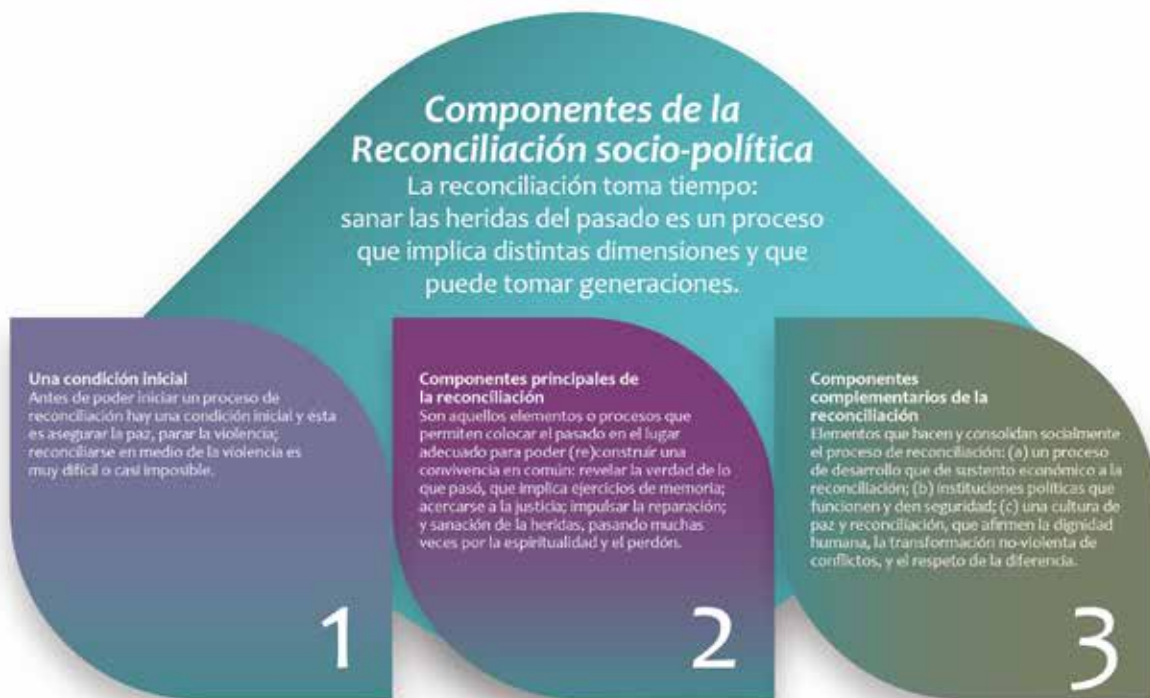 Componentes de la
Reconciliación socio-política
La reconciliación toma tiempo:
sanar las heridas del pasado es un proceso
que implica distintas dimensiones y que
puede tomar generaciones.
Una condición inicial
Antes de poder iniciar un proceso de
reconciliación hay una condición inicial y ésta
es asegurar la paz, parar la violencia;
reconciliarse en medio de la violencia es
muy difícil o casi imposible.
1
Componentes principales de
la reconciliación
Son aquellos elementos o procesos que
permiten colocar el pasado en el lugar
adecuado para poder (re)construir una
convivencia en común: revelar la verdad de lo
que pasó, que implica ejercicios de memoria;
acercarse a la justicia; impulsar la reparación;
y sanación de la heridas, pasando muchas
veces por la espiritualidad y el perdón.
2
Componentes
complementarios de la
reconciliación
Elementos que hacen y consolidan socialmente
el proceso de reconciliación: (a) un proceso
de desarrollo que de sustento económico a la
reconciliación; (b) instituciones políticas que
funcionen y den seguridad; (c) una cultura de
paz y reconciliación, que afirmen la dignidad
humana, la transformación no-violenta de
conflictos, y el respeto de la diferencia.
3